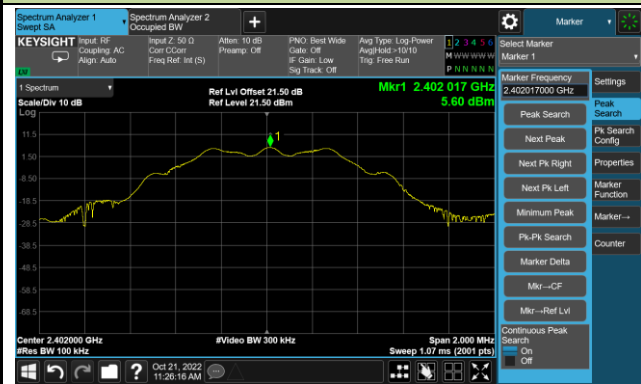 Spectrum Analyzer 1
Swept SA
Spectrum Analyzer 2
Occupied BW
+
Marker
KEYSIGHT
Input: RF
Coupling: AC
Align: Auto
Input Z: 50 Ω
Corr CCorr
Freq Ref: Int (S)
Atten: 10 dB
Preamp: Off
PNO: Best Wide
Gate: Off
IF Gain: Low
Sig Track: Off
Avg Type: Log-Power
Avg|Hold:>10/10
Trig: Free Run
1 2 3 4 5 6
M W W W W W
P N N N N N
Select Marker
Marker 1
1 Spectrum
Scale/Div 10 dB
Log
Ref Lvl Offset 21.50 dB
Ref Level 21.50 dBm
Mkr1 2.402 017 GHz
5.60 dBm
11.5
1.50
-8.50
-18.5
-28.5
-38.5
-48.5
-58.5
-68.5
1
Center 2.402000 GHz
#Res BW 100 kHz
#Video BW 300 kHz
Span 2.000 MHz
Sweep 1.07 ms (2001 pts)
Marker Frequency
2.402017000 GHz
Peak Search
Next Peak
Next Pk Right
Next Pk Left
Minimum Peak
Pk-Pk Search
Marker Delta
Mkr→CF
Mkr→Ref Lvl
Continuous Peak
Search
On
Off
Settings
Peak
Search
Pk Search
Config
Properties
Marker
Function
Marker→
Counter
?
Oct 21, 2022
11:26:16 AM